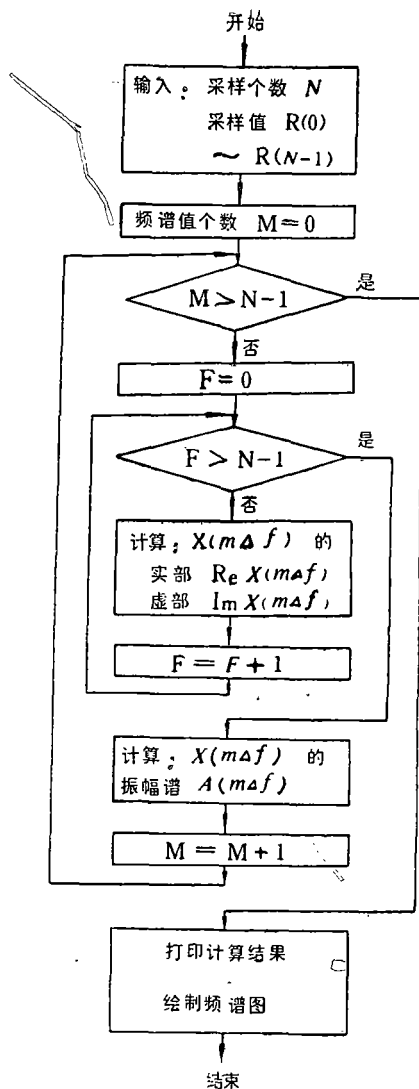 开始
输入：采样个数 N
采样值 R(0)
～ R(N-1)
频谱值个数 M=0
M>N-1
是
否
F=0
F>N-1
是
否
计算：X(mΔf) 的
实部 Re X(mΔf)
虚部 Im X(mΔf)
F=F+1
计算：X(mΔf) 的
振幅谱 A(mΔf)
M=M+1
打印计算结果
绘制频谱图
结束